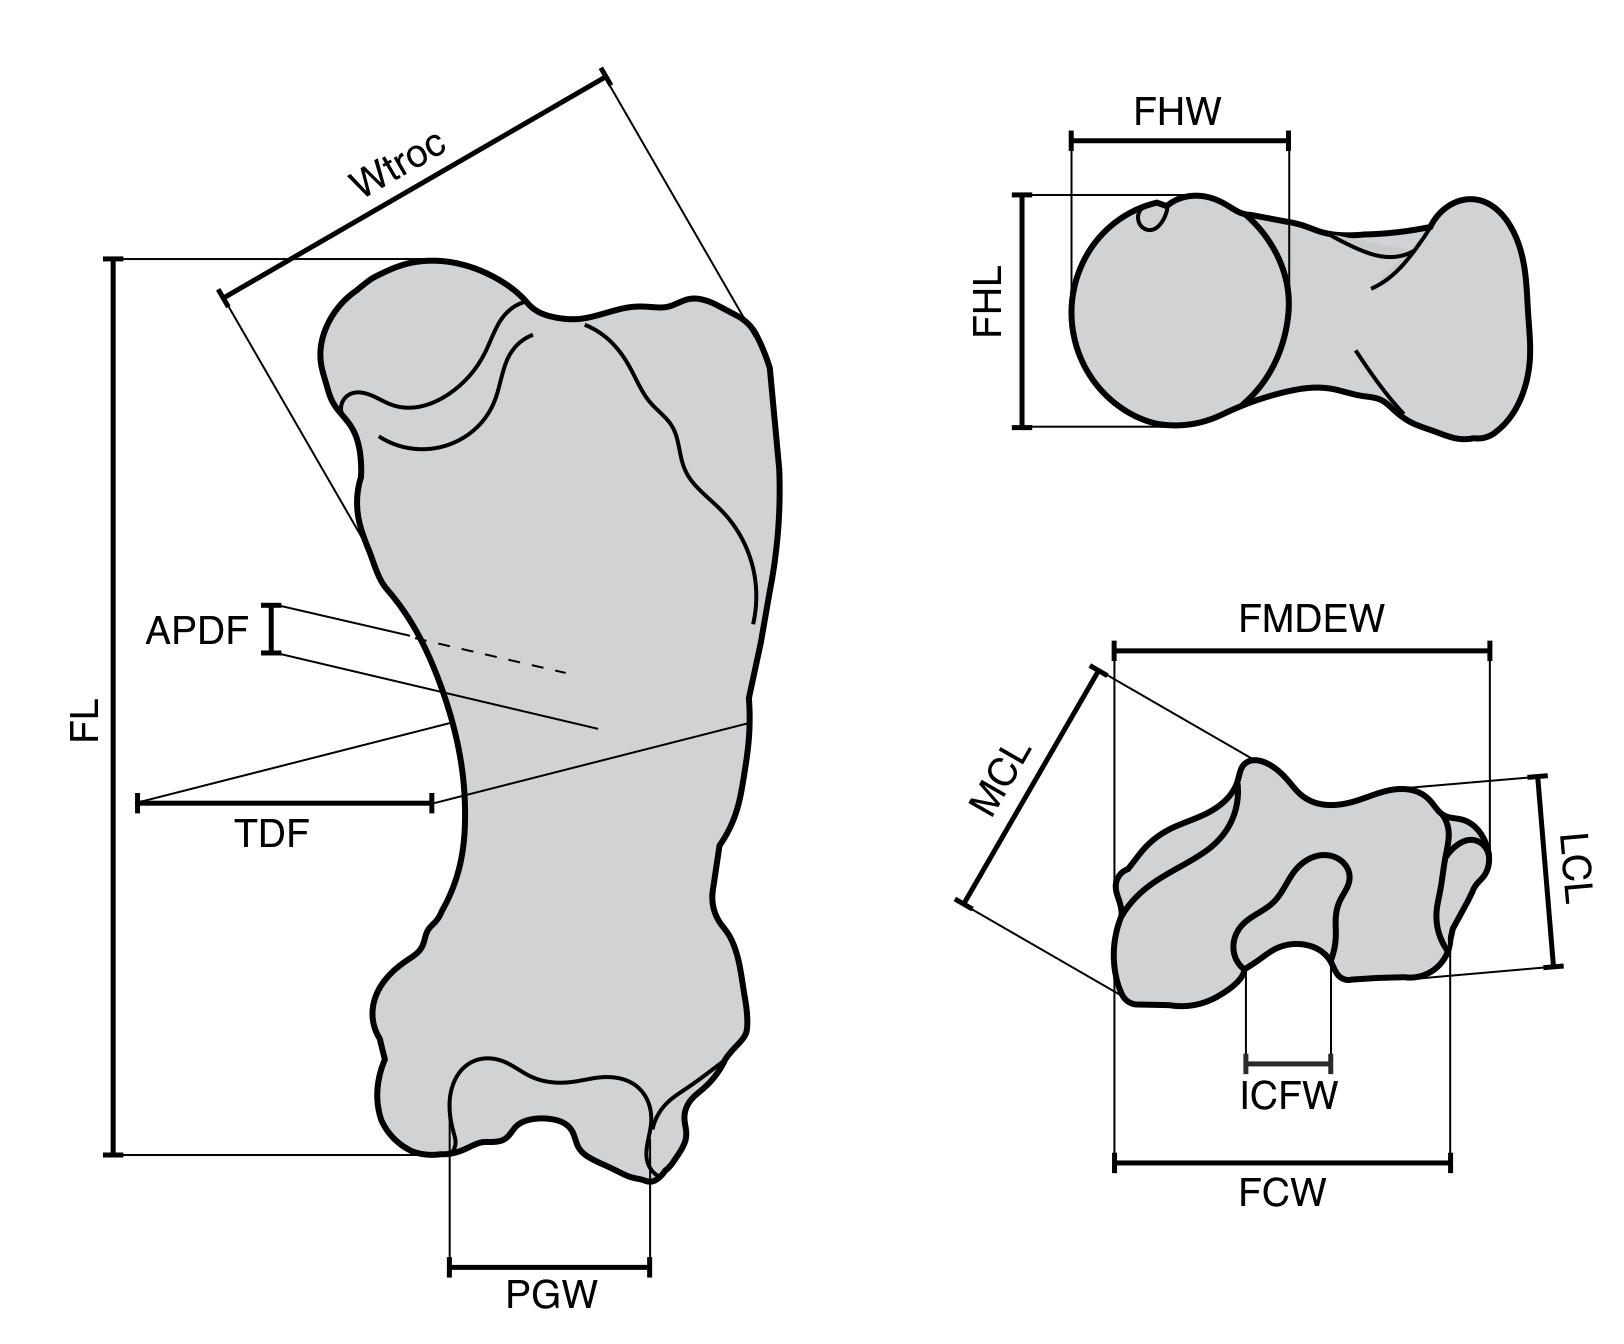 Wtroc
APDF
FL
TDF
PGW
FHW
FHL
FMDEW
MCL
LCL
ICFW
FCW